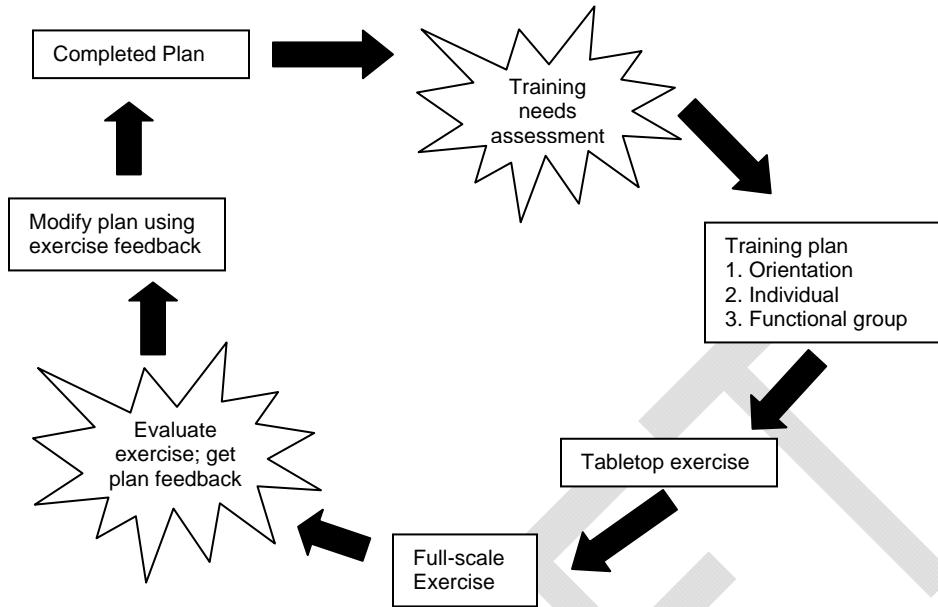 Completed Plan
Training
needs
assessment
Training plan
1. Orientation
2. Individual
3. Functional group
Tabletop exercise
Full-scale
Exercise
Evaluate
exercise; get
plan feedback
Modify plan using
exercise feedback